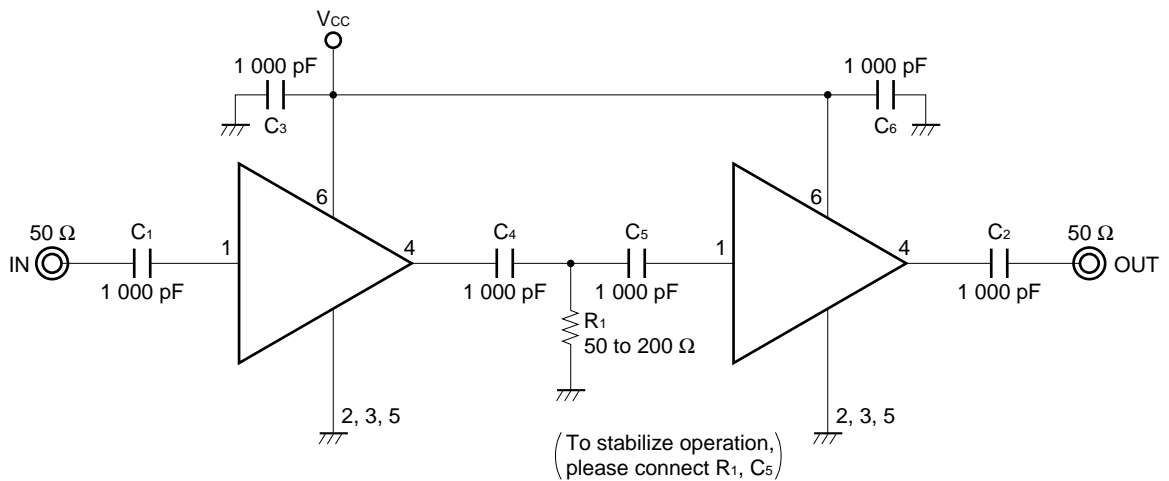 VCC
1 000 pF
1 000 pF
C3
C6
6
6
50 Ω
C1
1
4
C4
C5
1
4
C2
50 Ω
IN
OUT
1 000 pF
1 000 pF
1 000 pF
1 000 pF
R1
50 to 200 Ω
2, 3, 5
2, 3, 5
(To stabilize operation,
please connect R1, C5)